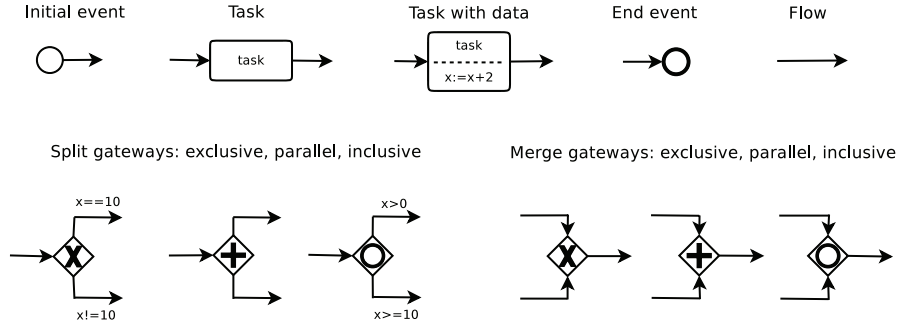 Initial event
Task
Task with data
End event
Flow
task
task
x:=x+2
Split gateways: exclusive, parallel, inclusive
Merge gateways: exclusive, parallel, inclusive
x==10
x>0
x!=10
x>=10